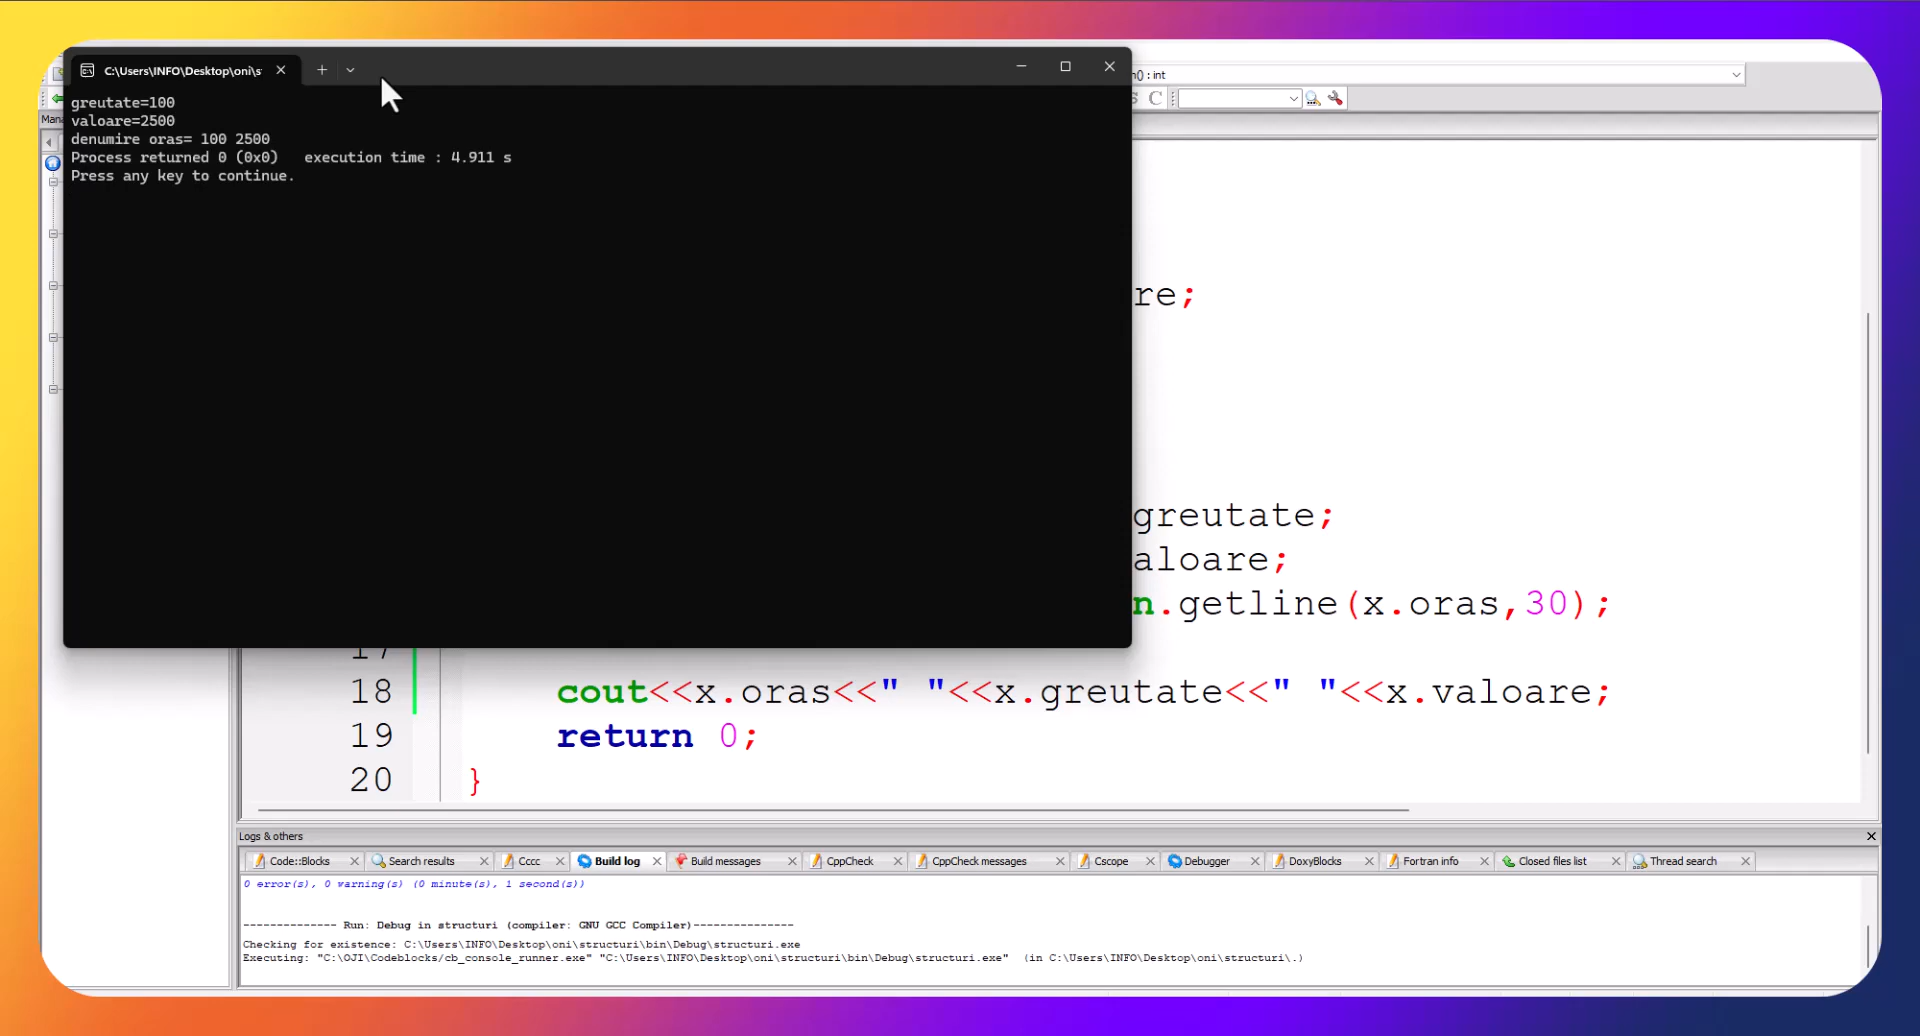 C:\Users\INFO\Desktop\oni\s
n() : int
greutate=100
valoare=2500
denumire oras= 100 2500
Process returned 0 (0x0)   execution time : 4.911 s
Press any key to continue.
Mana
re;
greutate;
aloare;
n.getline(x.oras,30);
17
18 cout<<x.oras<<" "<<x.greutate<<" "<<x.valoare;
19 return 0;
20 }
Logs & others
Code::Blocks Search results Cccc Build log Build messages CppCheck CppCheck messages Cscope Debugger DoxyBlocks Fortran info Closed files list Thread search
0 error(s), 0 warning(s) (0 minute(s), 1 second(s))
-------------- Run: Debug in structuri (compiler: GNU GCC Compiler)---------------
Checking for existence: C:\Users\INFO\Desktop\oni\structuri\bin\Debug\structuri.exe
Executing: "C:\OJI\Codeblocks/cb_console_runner.exe" "C:\Users\INFO\Desktop\oni\structuri\bin\Debug\structuri.exe"  (in C:\Users\INFO\Desktop\oni\structuri\.)